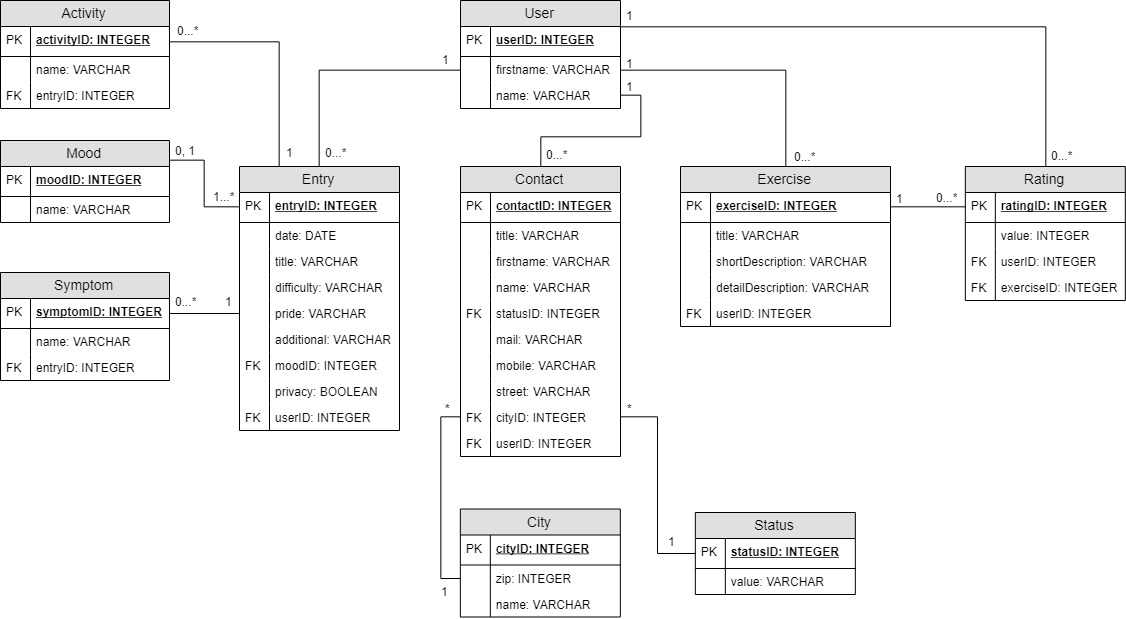 Activity
PK activityID: INTEGER
name: VARCHAR
FK entryID: INTEGER
0...*
1
User
PK userID: INTEGER
firstname: VARCHAR
name: VARCHAR
1
1
1
1
0...*
0...*
0...*
0...*
Mood
PK moodID: INTEGER
name: VARCHAR
0, 1
1...*
Symptom
PK symptomID: INTEGER
name: VARCHAR
FK entryID: INTEGER
0...*
1
Entry
PK entryID: INTEGER
date: DATE
title: VARCHAR
difficulty: VARCHAR
pride: VARCHAR
additional: VARCHAR
FK moodID: INTEGER
privacy: BOOLEAN
FK userID: INTEGER
Contact
PK contactID: INTEGER
title: VARCHAR
firstname: VARCHAR
name: VARCHAR
FK statusID: INTEGER
mail: VARCHAR
mobile: VARCHAR
street: VARCHAR
FK cityID: INTEGER
FK userID: INTEGER
*
*
Exercise
PK exerciseID: INTEGER
title: VARCHAR
shortDescription: VARCHAR
detailDescription: VARCHAR
FK userID: INTEGER
1
0...*
Rating
PK ratingID: INTEGER
value: INTEGER
FK userID: INTEGER
FK exerciseID: INTEGER
City
PK cityID: INTEGER
zip: INTEGER
name: VARCHAR
1
Status
PK statusID: INTEGER
value: VARCHAR
1